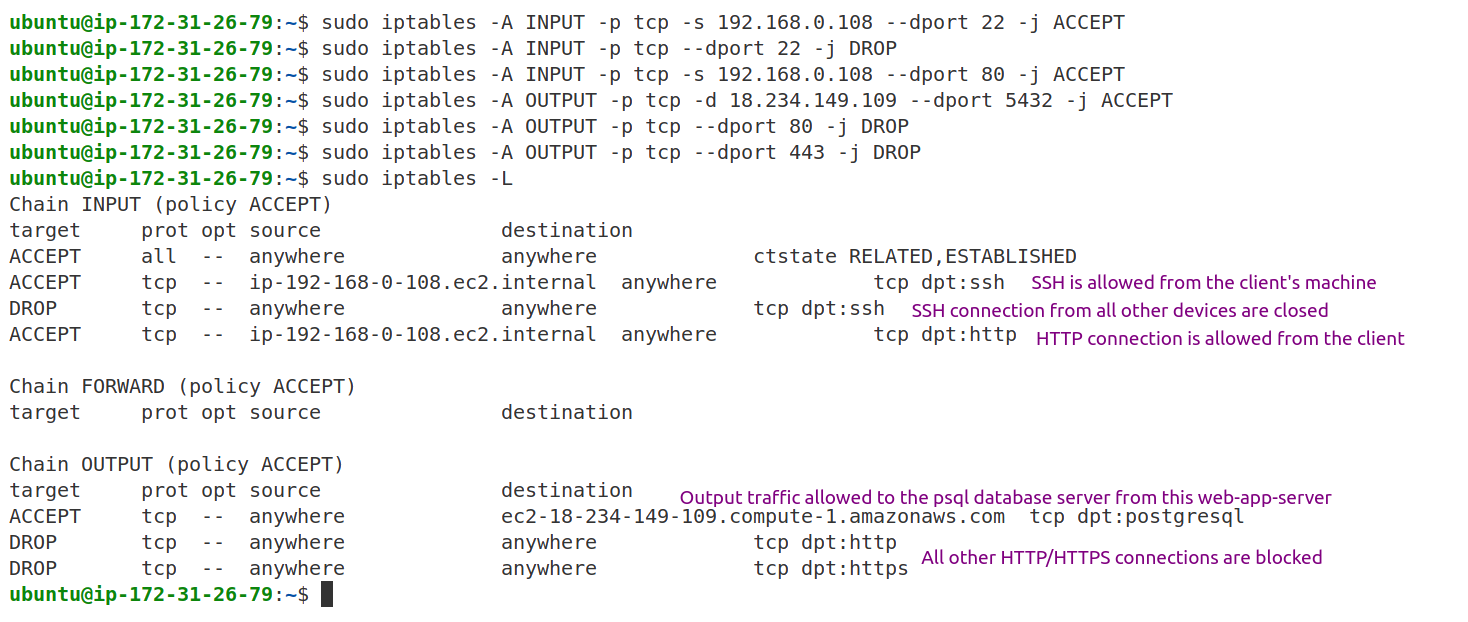 ubuntu@ip-172-31-26-79:~$ sudo iptables -A INPUT -p tcp -s 192.168.0.108 --dport 22 -j ACCEPT
ubuntu@ip-172-31-26-79:~$ sudo iptables -A INPUT -p tcp --dport 22 -j DROP
ubuntu@ip-172-31-26-79:~$ sudo iptables -A INPUT -p tcp -s 192.168.0.108 --dport 80 -j ACCEPT
ubuntu@ip-172-31-26-79:~$ sudo iptables -A OUTPUT -p tcp -d 18.234.149.109 --dport 5432 -j ACCEPT
ubuntu@ip-172-31-26-79:~$ sudo iptables -A OUTPUT -p tcp --dport 80 -j DROP
ubuntu@ip-172-31-26-79:~$ sudo iptables -A OUTPUT -p tcp --dport 443 -j DROP
ubuntu@ip-172-31-26-79:~$ sudo iptables -L
Chain INPUT (policy ACCEPT)
target     prot opt source               destination
ACCEPT     all  --  anywhere             anywhere             ctstate RELATED,ESTABLISHED
ACCEPT     tcp  --  ip-192-168-0-108.ec2.internal  anywhere             tcp dpt:ssh SSH is allowed from the client's machine
DROP       tcp  --  anywhere             anywhere             tcp dpt:ssh SSH connection from all other devices are closed
ACCEPT     tcp  --  ip-192-168-0-108.ec2.internal  anywhere             tcp dpt:http HTTP connection is allowed from the client
Chain FORWARD (policy ACCEPT)
target     prot opt source               destination
Chain OUTPUT (policy ACCEPT)
target     prot opt source               destination Output traffic allowed to the psql database server from this web-app-server
ACCEPT     tcp  --  anywhere             ec2-18-234-149-109.compute-1.amazonaws.com  tcp dpt:postgresql
DROP       tcp  --  anywhere             anywhere             tcp dpt:http
All other HTTP/HTTPS connections are blocked
DROP       tcp  --  anywhere             anywhere             tcp dpt:https
ubuntu@ip-172-31-26-79:~$